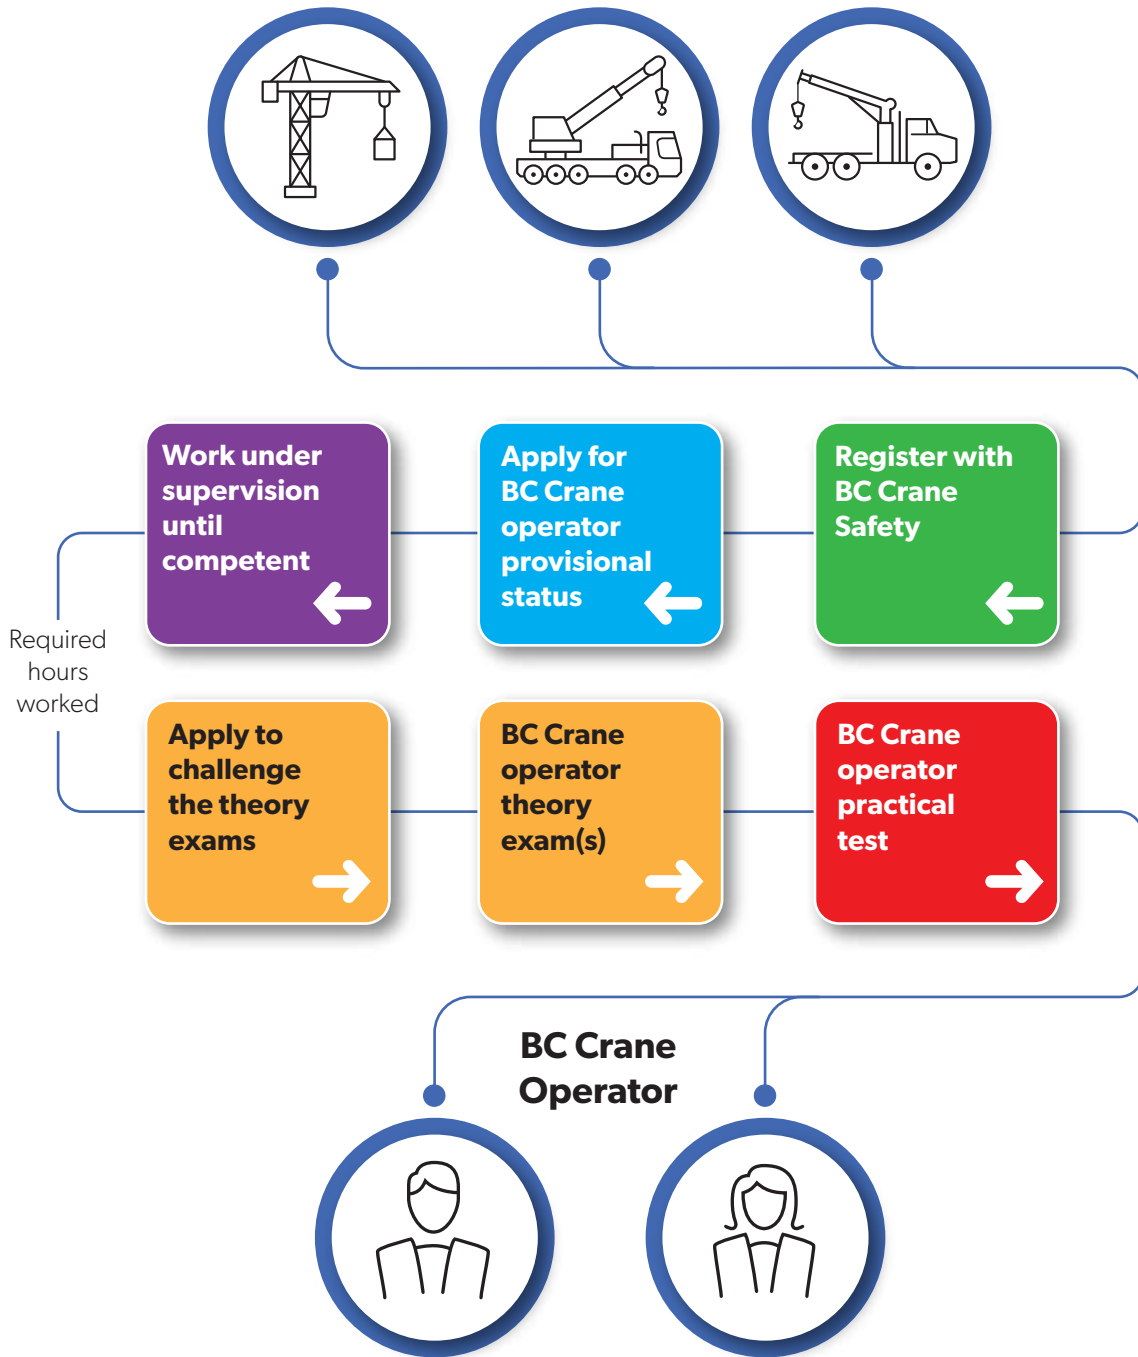 Register with
BC Crane
Safety
Apply for
BC Crane
operator
provisional
status
Work under
supervision
until
competent
Required
hours
worked
Apply to
challenge
the theory
exams
BC Crane
operator
theory
exam(s)
BC Crane
operator
practical
test
BC Crane
Operator